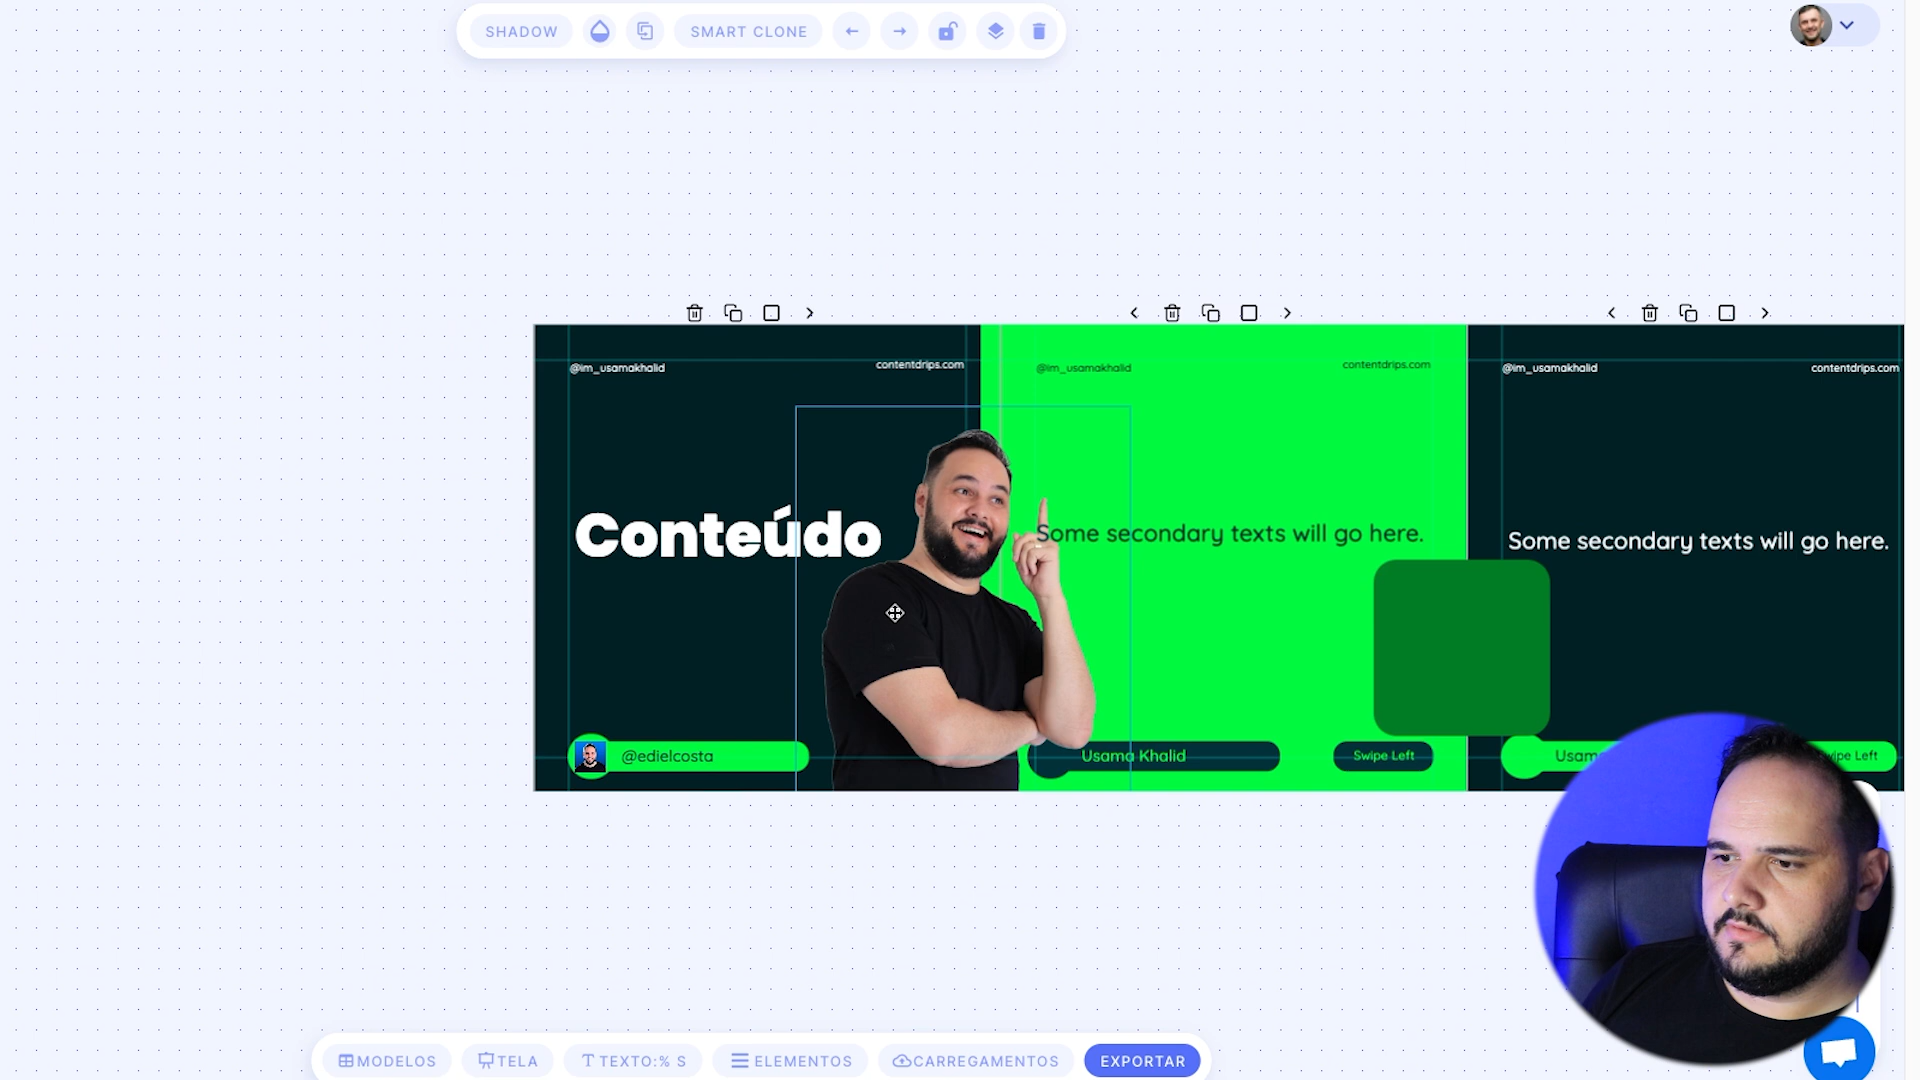 SHADOW
SMART CLONE
@im_usamakhalid
contentdrips.com
@im_usamakhalid
contentdrips.com
@im_usamakhalid
contentdrips.com
Conteúdo
Some secondary texts will go here.
Some secondary texts will go here.
@edielcosta
Usama Khalid
Swipe Left
Left
MODELOS
TELA
TEXTO:% S
ELEMENTOS
CARREGAMENTOS
EXPORTAR